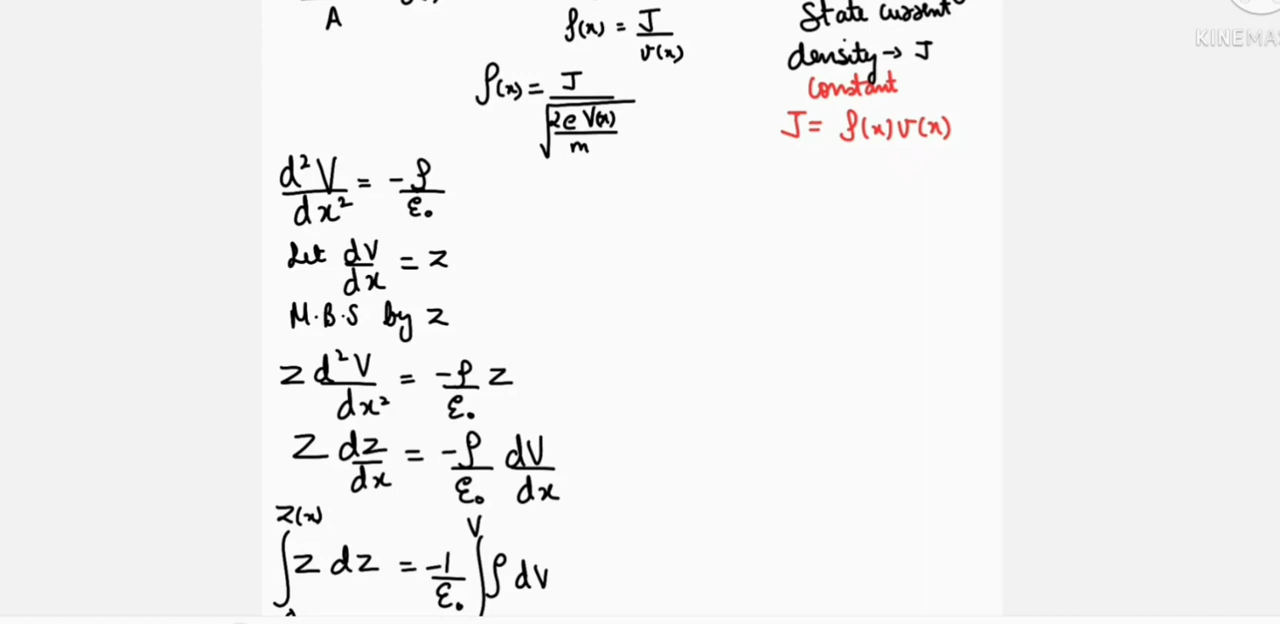 A
ρ(x) = J / v(x)
State current
density → J
constant
J = ρ(x) v(x)
ρ(x) = J / √(2e V(x) / m)
d²V / dx² = -ρ / ε₀
Let dV / dx = z
M.B.S by z
z d²V / dx² = -ρ / ε₀ z
z dz / dx = -ρ / ε₀ dV / dx
∫^z(x) z dz = -1 / ε₀ ∫^V ρ dV
KINEMA